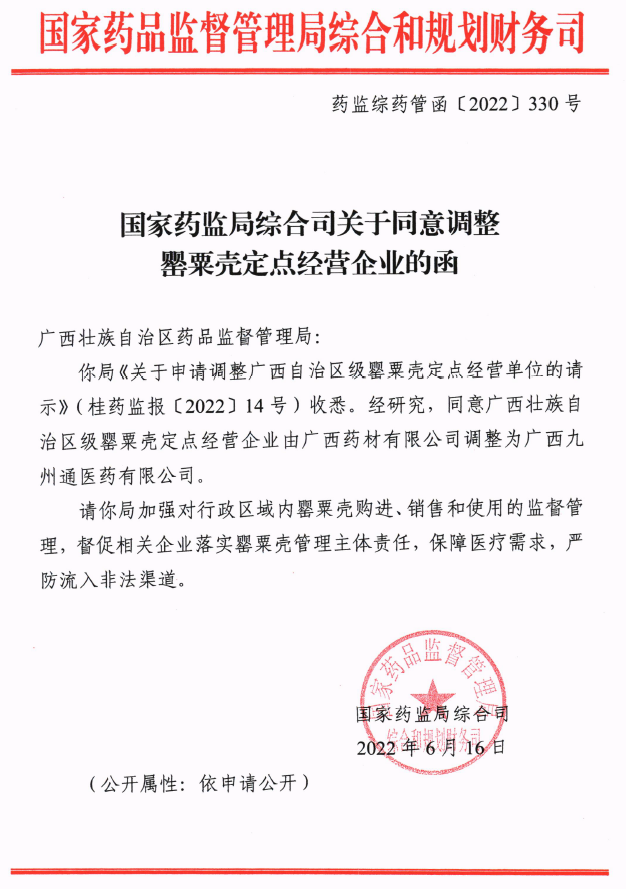 国家药品监督管理局综合和规划财务司
药监综药管函〔2022〕330号
国家药监局综合司关于同意调整
罂粟壳定点经营企业的函
广西壮族自治区药品监督管理局：
你局《关于申请调整广西自治区级罂粟壳定点经营单位的请
示》（桂药监报〔2022〕14号）收悉。经研究，同意广西壮族自
治区级罂粟壳定点经营企业由广西药材有限公司调整为广西九
州通医药有限公司。
请你局加强对行政区域内罂粟壳购进、销售和使用的监督管
理，督促相关企业落实罂粟壳管理主体责任，保障医疗需求，严
防流入非法渠道。
国家药品监督管理局
国家药监局综合司
综合和规划财务司
2022年6月16日
（公开属性：依申请公开）